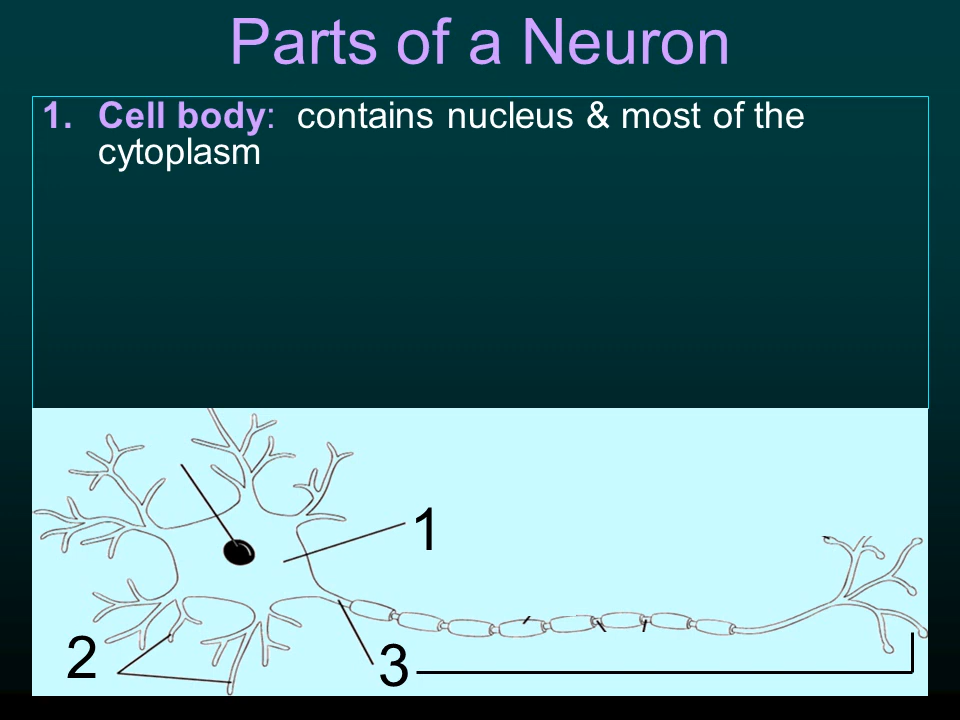 Parts of a Neuron
1. Cell body: contains nucleus & most of the
cytoplasm
1
2
3